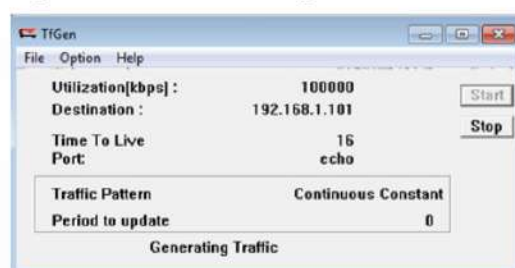 TfGen
File Option Help
Utilization[kbps] : 100000
Start
Destination : 192.168.1.101
Stop
Time To Live 16
Port: echo
Traffic Pattern Continuous Constant
Period to update 0
Generating Traffic